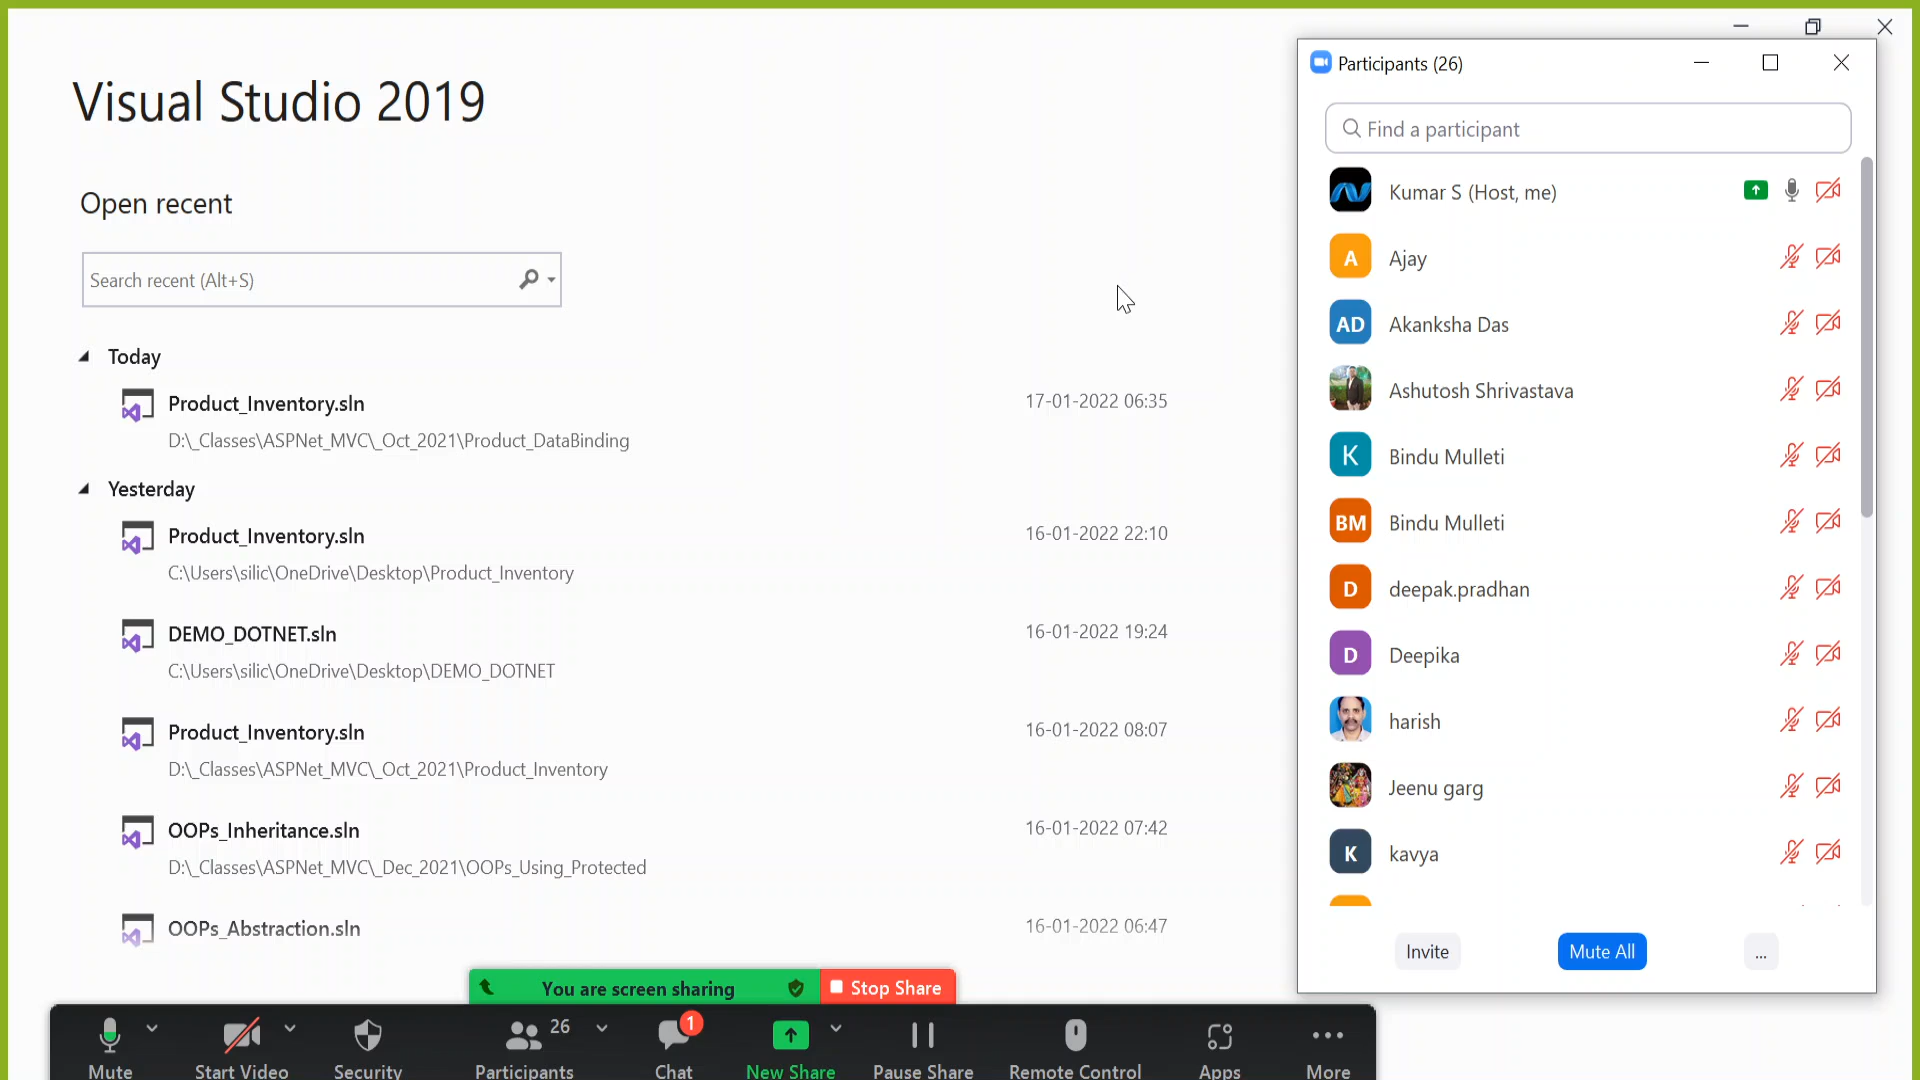 Visual Studio 2019
Open recent
Search recent (Alt+S)
Today
Product_Inventory.sln
17-01-2022 06:35
D:\_Classes\ASPNet_MVC\_Oct_2021\Product_DataBinding
Yesterday
Product_Inventory.sln
16-01-2022 22:10
C:\Users\silic\OneDrive\Desktop\Product_Inventory
DEMO_DOTNET.sln
16-01-2022 19:24
C:\Users\silic\OneDrive\Desktop\DEMO_DOTNET
Product_Inventory.sln
16-01-2022 08:07
D:\_Classes\ASPNet_MVC\_Oct_2021\Product_Inventory
OOPs_Inheritance.sln
16-01-2022 07:42
D:\_Classes\ASPNet_MVC\_Dec_2021\OOPs_Using_Protected
OOPs_Abstraction.sln
16-01-2022 06:47
Participants (26)
Find a participant
Kumar S (Host, me)
A
Ajay
AD
Akanksha Das
Ashutosh Shrivastava
K
Bindu Mulleti
BM
Bindu Mulleti
D
deepak.pradhan
D
Deepika
harish
Jeenu garg
K
kavya
Invite
Mute All
...
You are screen sharing
Stop Share
26
1
Mute
Start Video
Security
Participants
Chat
New Share
Pause Share
Remote Control
Apps
More